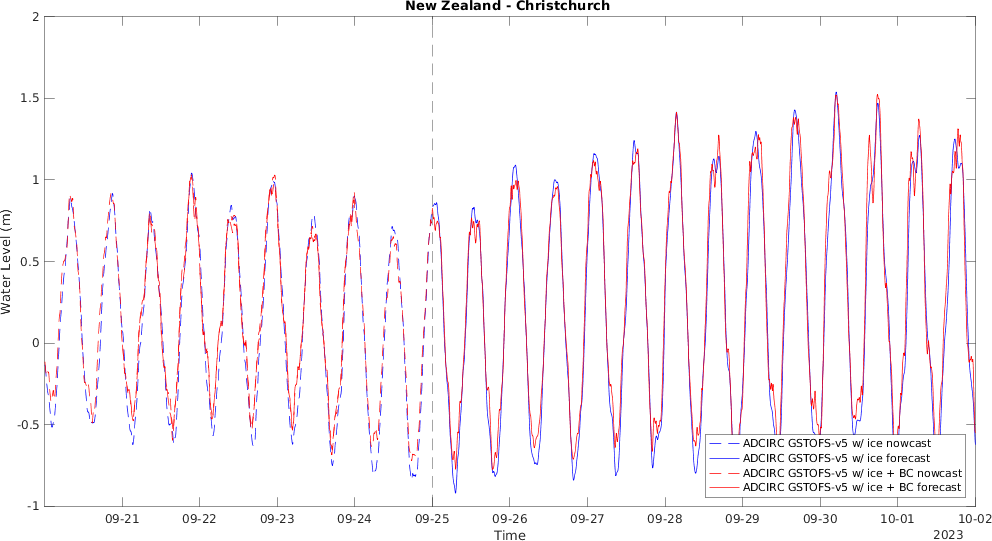 New Zealand - Christchurch
Water Level (m)
2
1.5
1
0.5
0
-0.5
-1
ADCIRC GSTOFS-v5 w/ ice nowcast
ADCIRC GSTOFS-v5 w/ ice forecast
ADCIRC GSTOFS-v5 w/ ice + BC nowcast
ADCIRC GSTOFS-v5 w/ ice + BC forecast
09-21 09-22 09-23 09-24 09-25 09-26 09-27 09-28 09-29 09-30 10-01 10-02
Time 2023